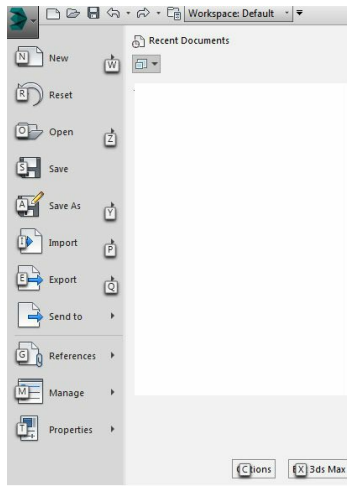 Workspace: Default
Recent Documents
N New W
R Reset
O Open Z
S Save
A Save As Y
I Import P
E Export Q
Send to
G References
M Manage
T Properties
C tions
X 3ds Max